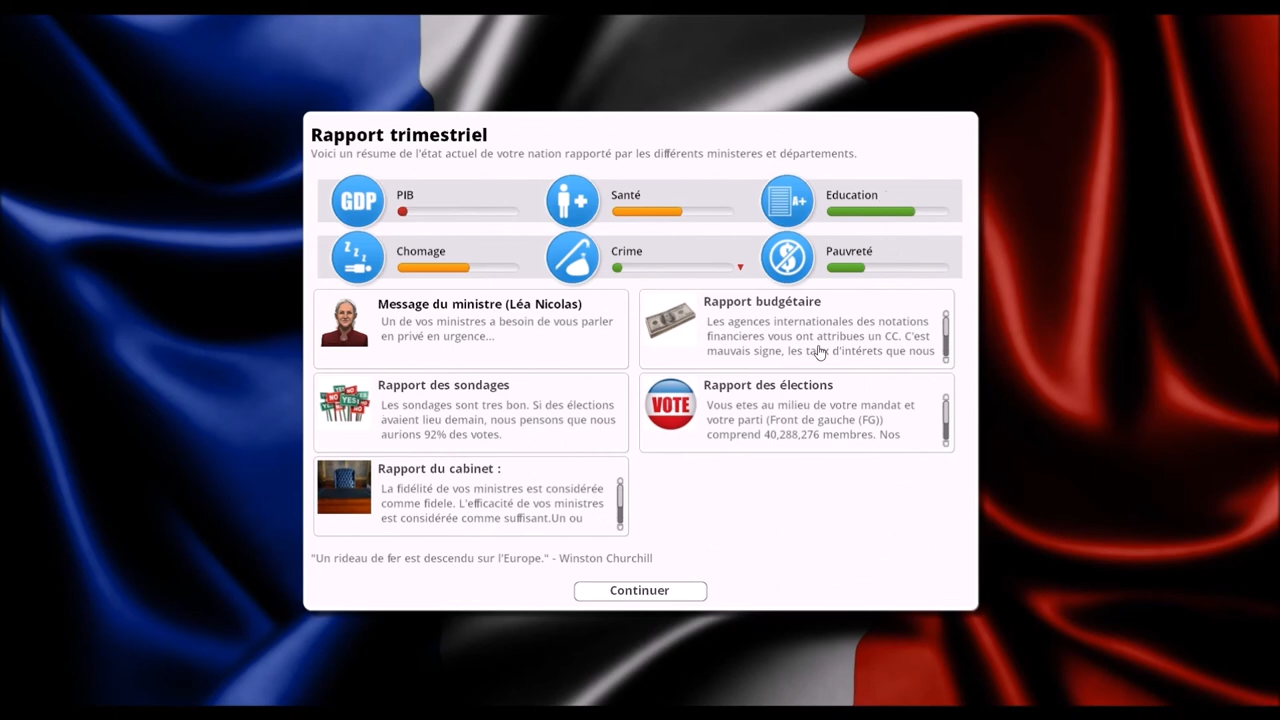 Rapport trimestriel
Voici un résume de l'état actuel de votre nation rapporté par les différents ministeres et départements.
GDP
PIB
Santé
A+
Education
Z Z Z
Chomage
Crime
Pauvreté
Message du ministre (Léa Nicolas)
Un de vos ministres a besoin de vous parler
en privé en urgence...
Rapport budgétaire
Les agences internationales des notations
financieres vous ont attribues un CC. C'est
mauvais signe, les taux d'intérets que nous
NO YES! NO
Rapport des sondages
Les sondages sont tres bon. Si des élections
avaient lieu demain, nous pensons que nous
aurions 92% des votes.
VOTE
Rapport des élections
Vous etes au milieu de votre mandat et
votre parti (Front de gauche (FG))
comprend 40,288,276 membres. Nos
Rapport du cabinet :
La fidélité de vos ministres est considérée
comme fidele. L'efficacité de vos ministres
est considérée comme suffisant.Un ou
"Un rideau de fer est descendu sur l'Europe." - Winston Churchill
Continuer